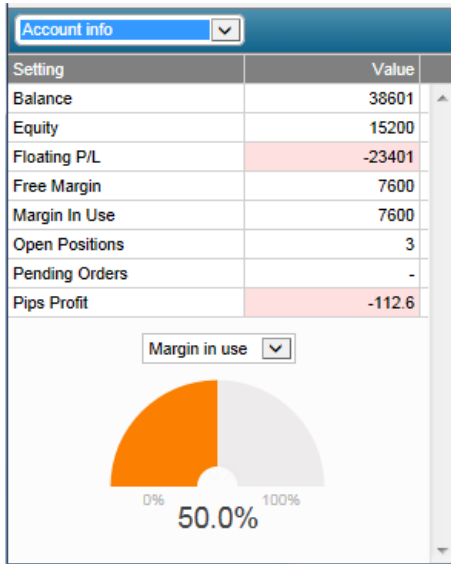 Account info
Setting Value
Balance 38601
Equity 15200
Floating P/L -23401
Free Margin 7600
Margin In Use 7600
Open Positions 3
Pending Orders -
Pips Profit -112.6
Margin in use
0% 100%
50.0%